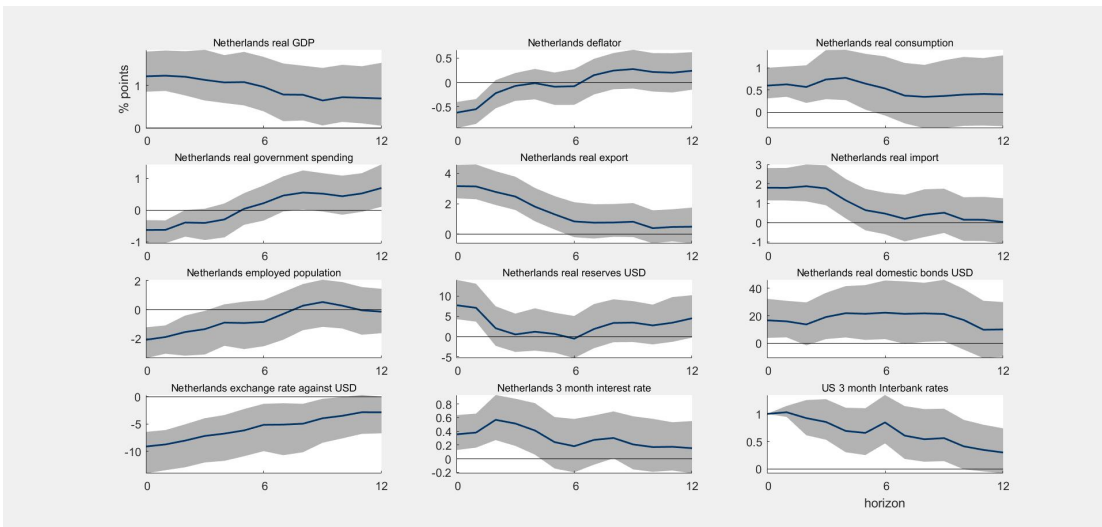 Netherlands real GDP
Netherlands deflator
Netherlands real consumption
% points
1
0
0 6 12
0.5
0
-0.5
0 6 12
1
0.5
0
0 6 12
Netherlands real government spending
Netherlands real export
Netherlands real import
1
0
-1
0 6 12
4
2
0
0 6 12
3
2
1
0
-1
0 6 12
Netherlands employed population
Netherlands real reserves USD
Netherlands real domestic bonds USD
2
0
-2
0 6 12
10
5
0
-5
0 6 12
40
20
0
0 6 12
Netherlands exchange rate against USD
Netherlands 3 month interest rate
US 3 month Interbank rates
0
-5
-10
0 6 12
0.8
0.6
0.4
0.2
0
-0.2
0 6 12
1
0.5
0
0 6 12
horizon